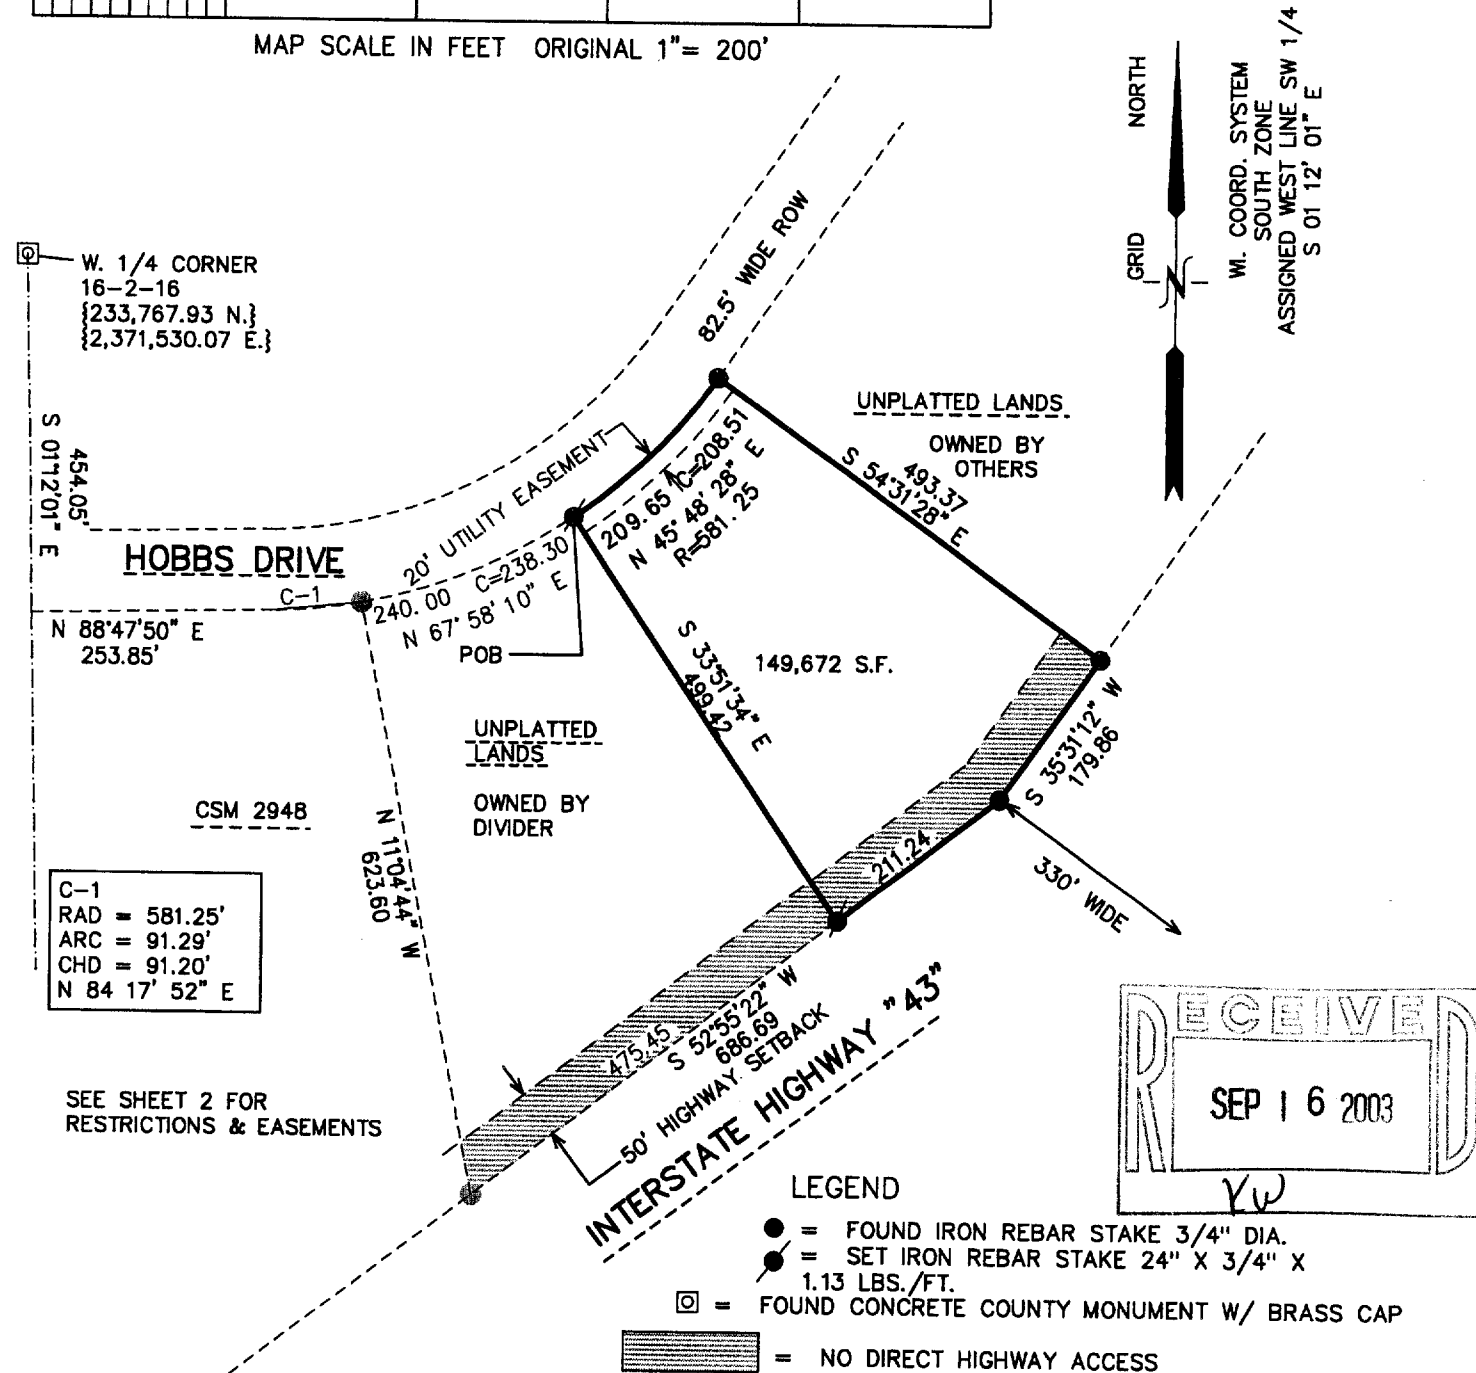 MAP SCALE IN FEET ORIGINAL 1"= 200'
NORTH
GRID
WI. COORD. SYSTEM
SOUTH ZONE
ASSIGNED WEST LINE SW 1/4
S 01 12' 01" E
W. 1/4 CORNER
16-2-16
{233,767.93 N.}
{2,371,530.07 E.}
82.5' WIDE ROW
UNPLATTED LANDS
OWNED BY
OTHERS
493.37
S 54°31'28" E
454.05'
S 01°12'01" E
20' UTILITY EASEMENT
209.65 C=208.51
N 45° 48' 28" E
R=581.25
HOBBS DRIVE
C-1
240.00 C=238.30
N 67° 58' 10" E
N 88°47'50" E
253.85'
POB
S 33°51'34" E
499.42
149,672 S.F.
S 35°31'12" W
179.86
UNPLATTED
LANDS
OWNED BY
DIVIDER
CSM 2948
N 11°04'44" W
623.60
211.24
330' WIDE
C-1
RAD = 581.25'
ARC = 91.29'
CHD = 91.20'
N 84 17' 52" E
475.45
S 52°55'22" W
686.69
50' HIGHWAY SETBACK
INTERSTATE HIGHWAY "43"
SEE SHEET 2 FOR
RESTRICTIONS & EASEMENTS
RECEIVED
SEP 16 2003
KW
LEGEND
= FOUND IRON REBAR STAKE 3/4" DIA.
= SET IRON REBAR STAKE 24" X 3/4" X
1.13 LBS./FT.
= FOUND CONCRETE COUNTY MONUMENT W/ BRASS CAP
= NO DIRECT HIGHWAY ACCESS